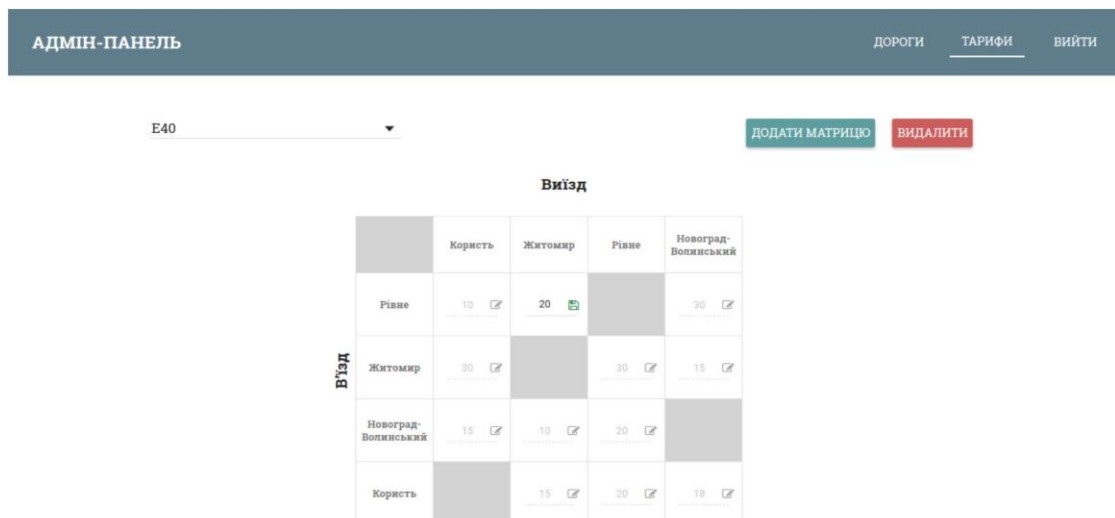 АДМІН-ПАНЕЛЬ ДОРОГИ ТАРИФИ ВИЙТИ
E40 ДОДАТИ МАТРИЦЮ ВИДАЛИТИ
Виїзд
Користь Житомир Рівне Новоград-
Волинський
Рівне 10 20 30
В'їзд
Житомир 30 30 15
Новоград-
Волинський 15 10 20
Користь 15 20 18